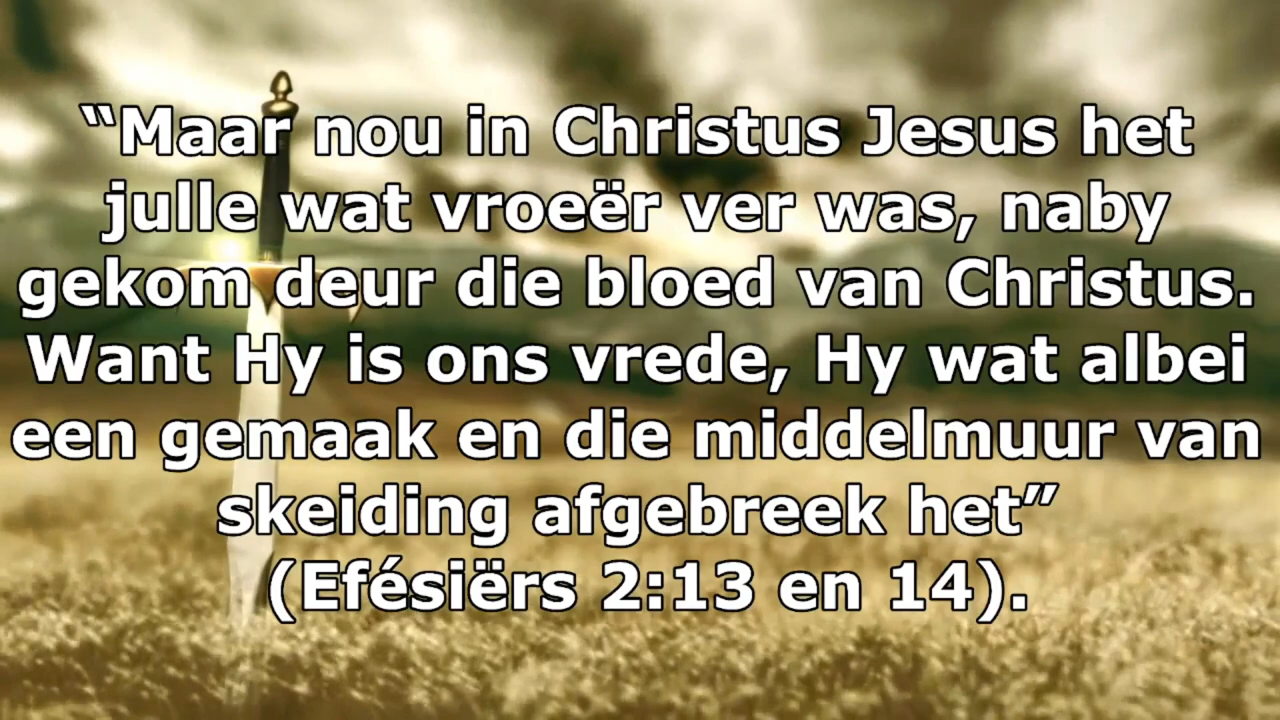 “Maar nou in Christus Jesus het
julle wat vroeër ver was, naby
gekom deur die bloed van Christus.
Want Hy is ons vrede, Hy wat albei
een gemaak en die middelmuur van
skeiding afgebreek het”
(Efésiërs 2:13 en 14).